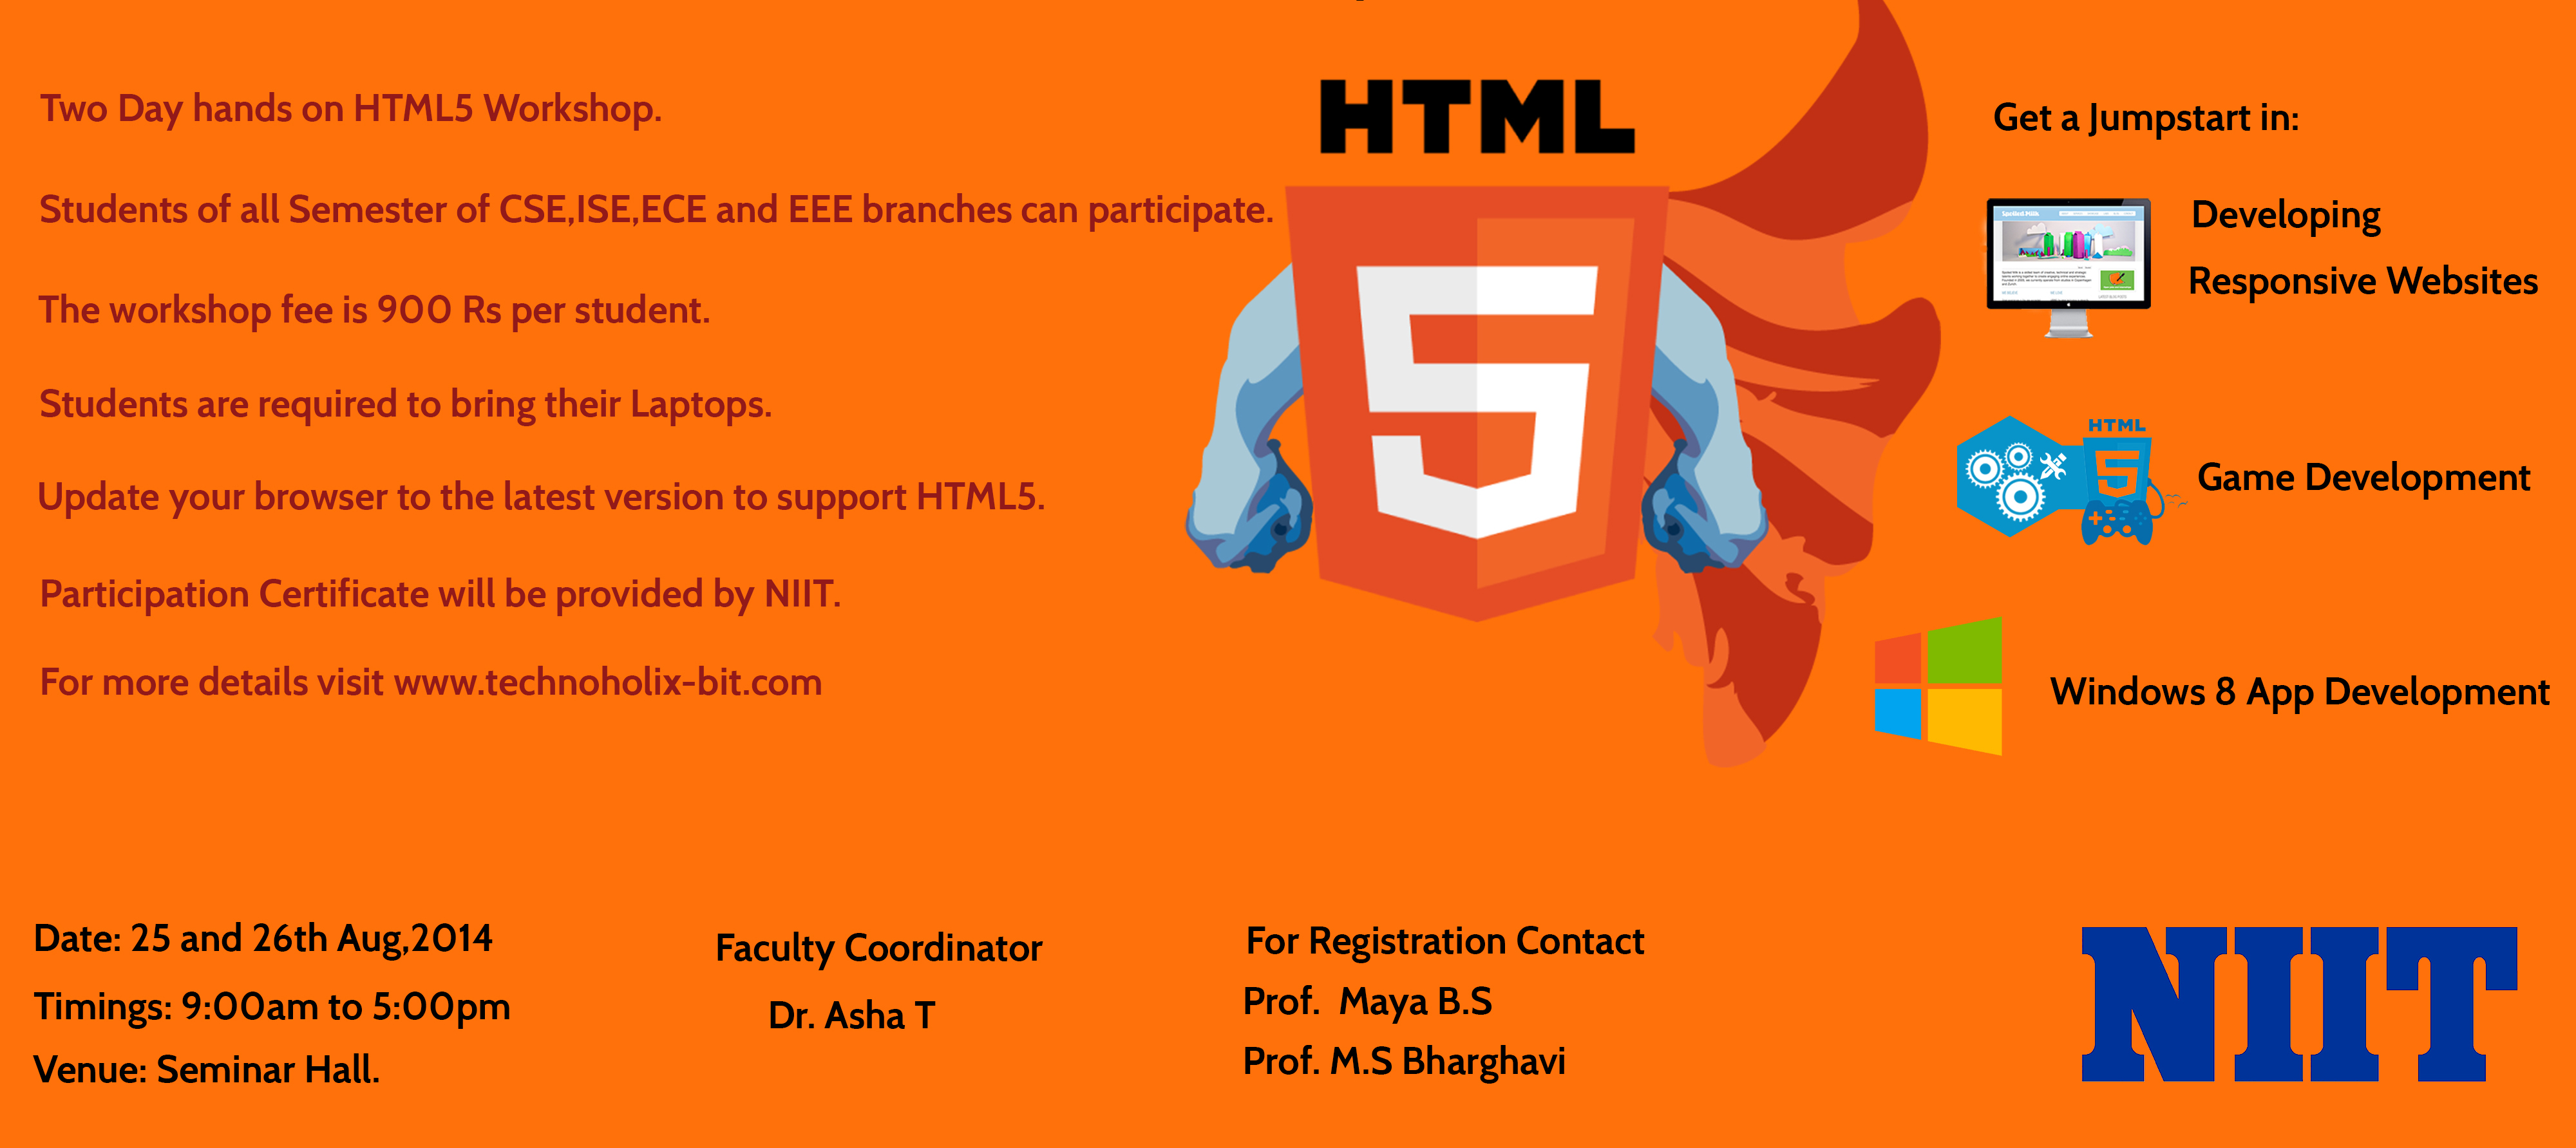 Two Day hands on HTML5 Workshop.
Students of all Semester of CSE,ISE,ECE and EEE branches can participate.
The workshop fee is 900 Rs per student.
Students are required to bring their Laptops.
Update your browser to the latest version to support HTML5.
Participation Certificate will be provided by NIIT.
For more details visit www.technoholix-bit.com
HTML
5
Get a Jumpstart in:
Spoiled Milk
Developing
Responsive Websites
HTML
5
Game Development
Windows 8 App Development
Date: 25 and 26th Aug,2014
Timings: 9:00am to 5:00pm
Venue: Seminar Hall.
Faculty Coordinator
Dr. Asha T
For Registration Contact
Prof.  Maya B.S
Prof. M.S Bharghavi
NIIT